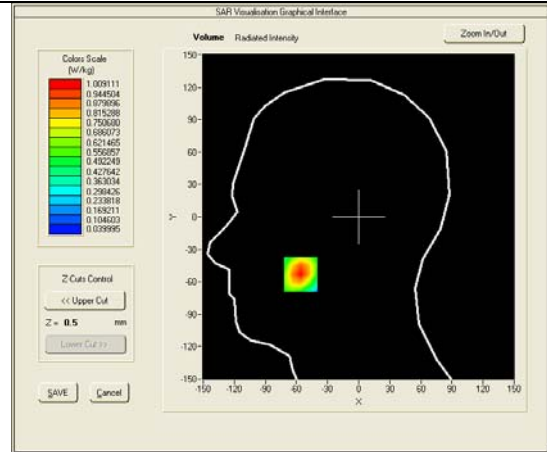 SAR Visualisation Graphical Interface
Volume Radiated Intensity
Zoom In/Out
Colors Scale
(W/kg)
1.009111
0.944504
0.879896
0.815288
0.750680
0.686073
0.621465
0.556857
0.492249
0.427642
0.363034
0.298426
0.233818
0.169211
0.104603
0.039995
Z Cuts Control
<< Upper Cut
Z = 0.5 mm
Lower Cut >>
SAVE Cancel
150
120
90
60
30
0
-30
-60
-90
-120
-150
Y
-150 -120 -90 -60 -30 0 30 60 90 120 150
X